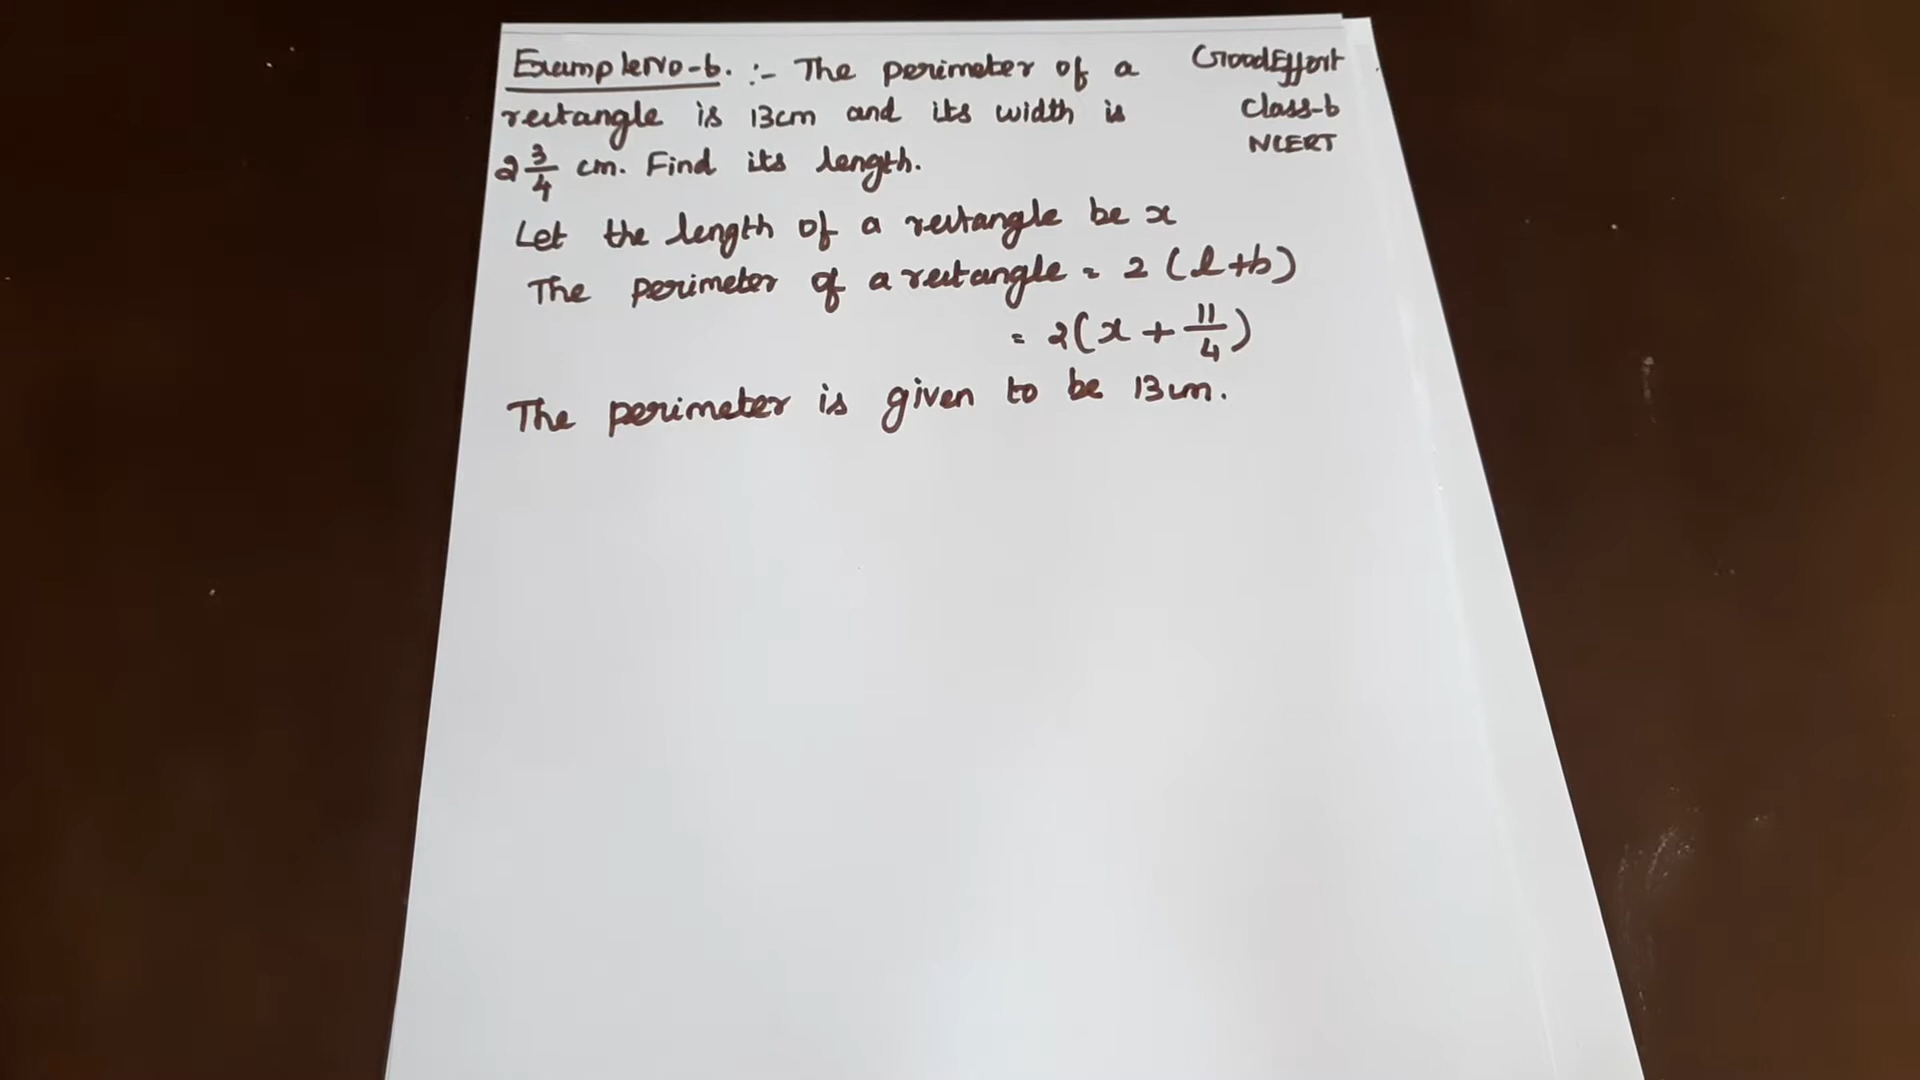 Example No-6. :- The perimeter of a
rectangle is 13cm and its width is
2 3/4 cm. Find its length.
GoodEffort
Class-6
NCERT
Let the length of a rectangle be x
The perimeter of a rectangle = 2 (l+b)
= 2(x + 11/4)
The perimeter is given to be 13cm.